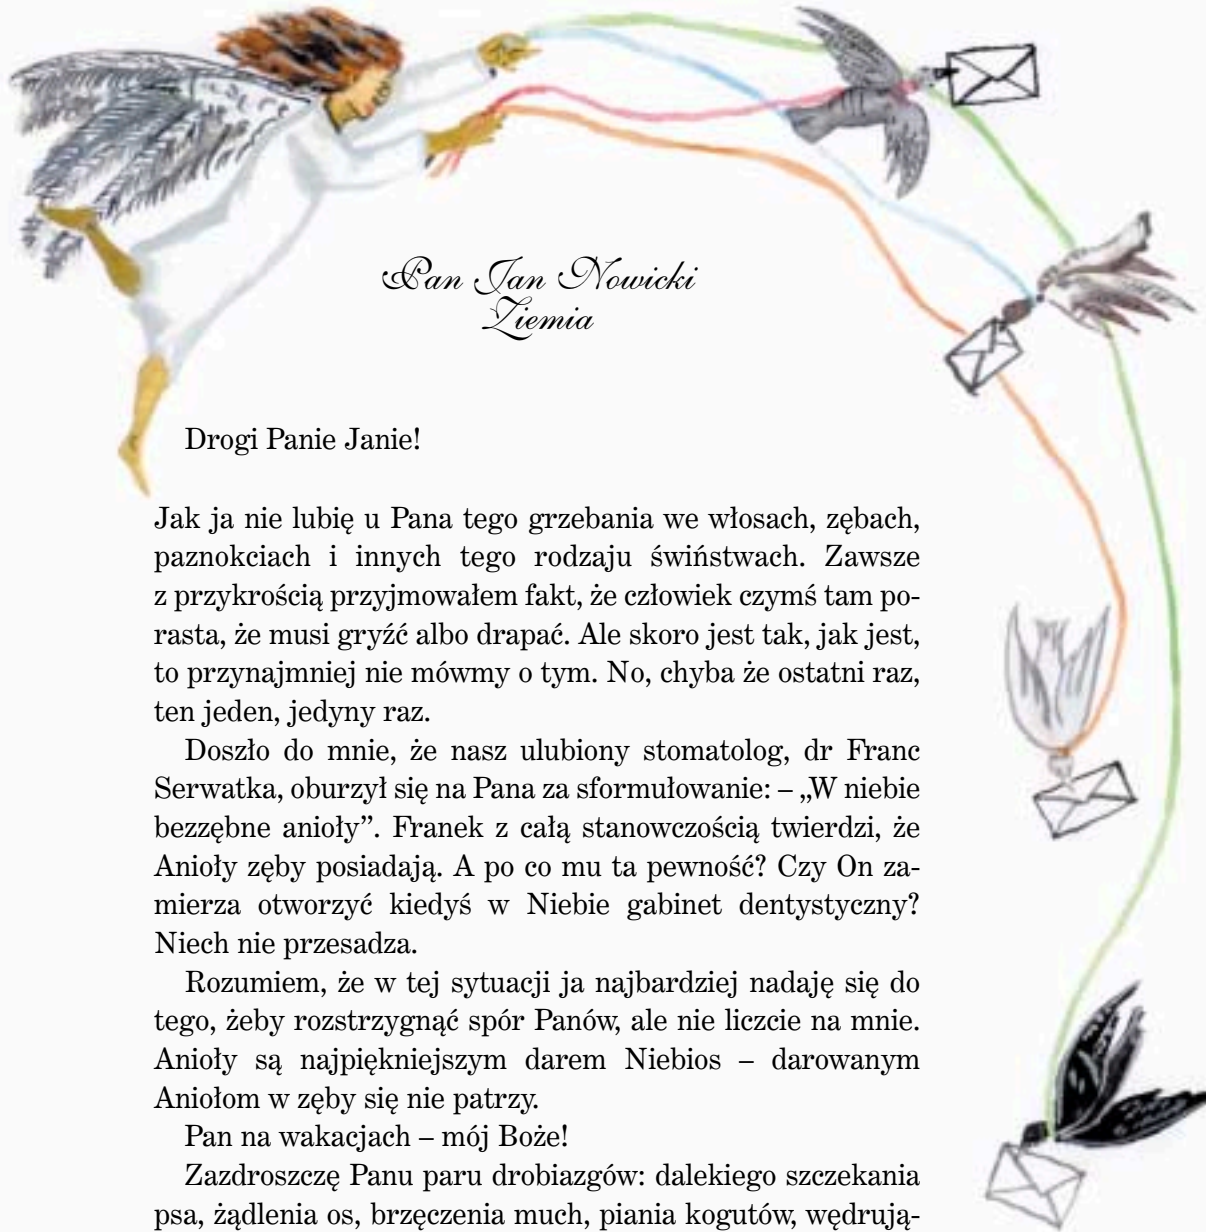 Pan Jan Nowicki
Ziemia
Drogi Panie Janie!
Jak ja nie lubię u Pana tego grzebania we włosach, zębach,
paznokciach i innych tego rodzaju świństwach. Zawsze
z przykrością przyjmowałem fakt, że człowiek czymś tam po-
rasta, że musi gryźć albo drapać. Ale skoro jest tak, jak jest,
to przynajmniej nie mówmy o tym. No, chyba że ostatni raz,
ten jeden, jedyny raz.
Doszło do mnie, że nasz ulubiony stomatolog, dr Franc
Serwatka, oburzył się na Pana za sformułowanie: – „W niebie
bezzębne anioły”. Franek z całą stanowczością twierdzi, że
Anioły zęby posiadają. A po co mu ta pewność? Czy On za-
mierza otworzyć kiedyś w Niebie gabinet dentystyczny?
Niech nie przesadza.
Rozumiem, że w tej sytuacji ja najbardziej nadaję się do
tego, żeby rozstrzygnąć spór Panów, ale nie liczcie na mnie.
Anioły są najpiękniejszym darem Niebios – darowanym
Aniołom w zęby się nie patrzy.
Pan na wakacjach – mój Boże!
Zazdroszczę Panu paru drobiazgów: dalekiego szczekania
psa, żądlenia os, brzęczenia much, piania kogutów, wędrują-